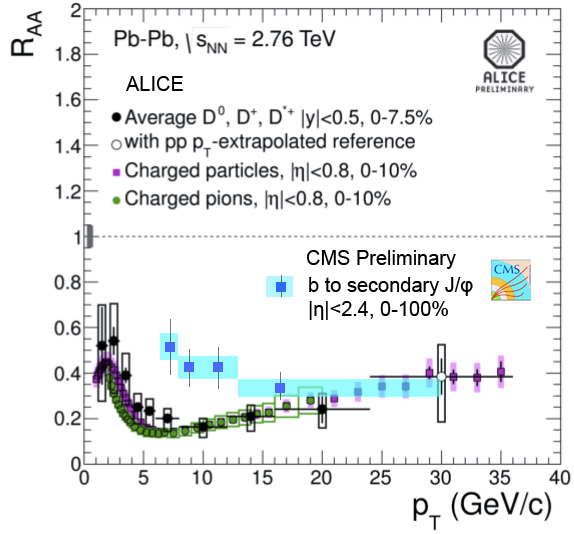 R_AA
2
1.8
1.6
1.4
1.2
1
0.8
0.6
0.4
0.2
0
Pb-Pb, √s_NN = 2.76 TeV
ALICE
PRELIMINARY
ALICE
Average D⁰, D⁺, D*⁺ |y|<0.5, 0-7.5%
with pp p_T-extrapolated reference
Charged particles, |η|<0.8, 0-10%
Charged pions, |η|<0.8, 0-10%
CMS Preliminary
b to secondary J/φ
|η|<2.4, 0-100%
CMS
0 5 10 15 20 25 30 35 40
p_T (GeV/c)